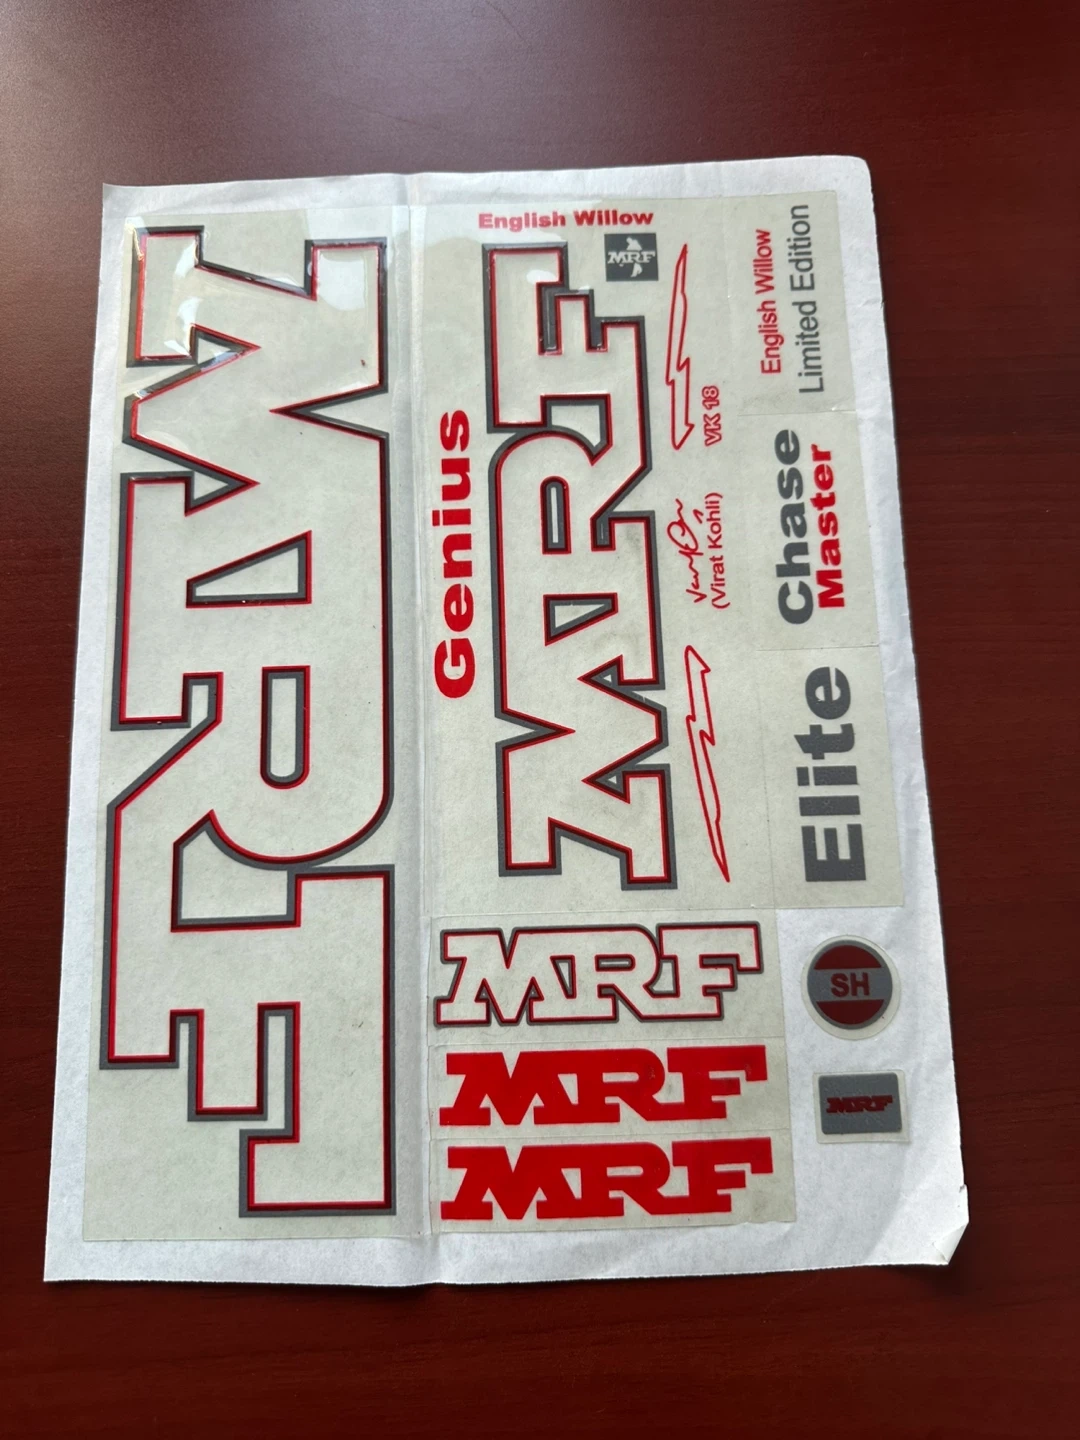 MRF
English Willow
MRF
Genius
MRF
VK 18
(Virat Kohli)
English Willow
Limited Edition
Chase
Master
Elite
MRF
MRF
MRF
SH
MRF